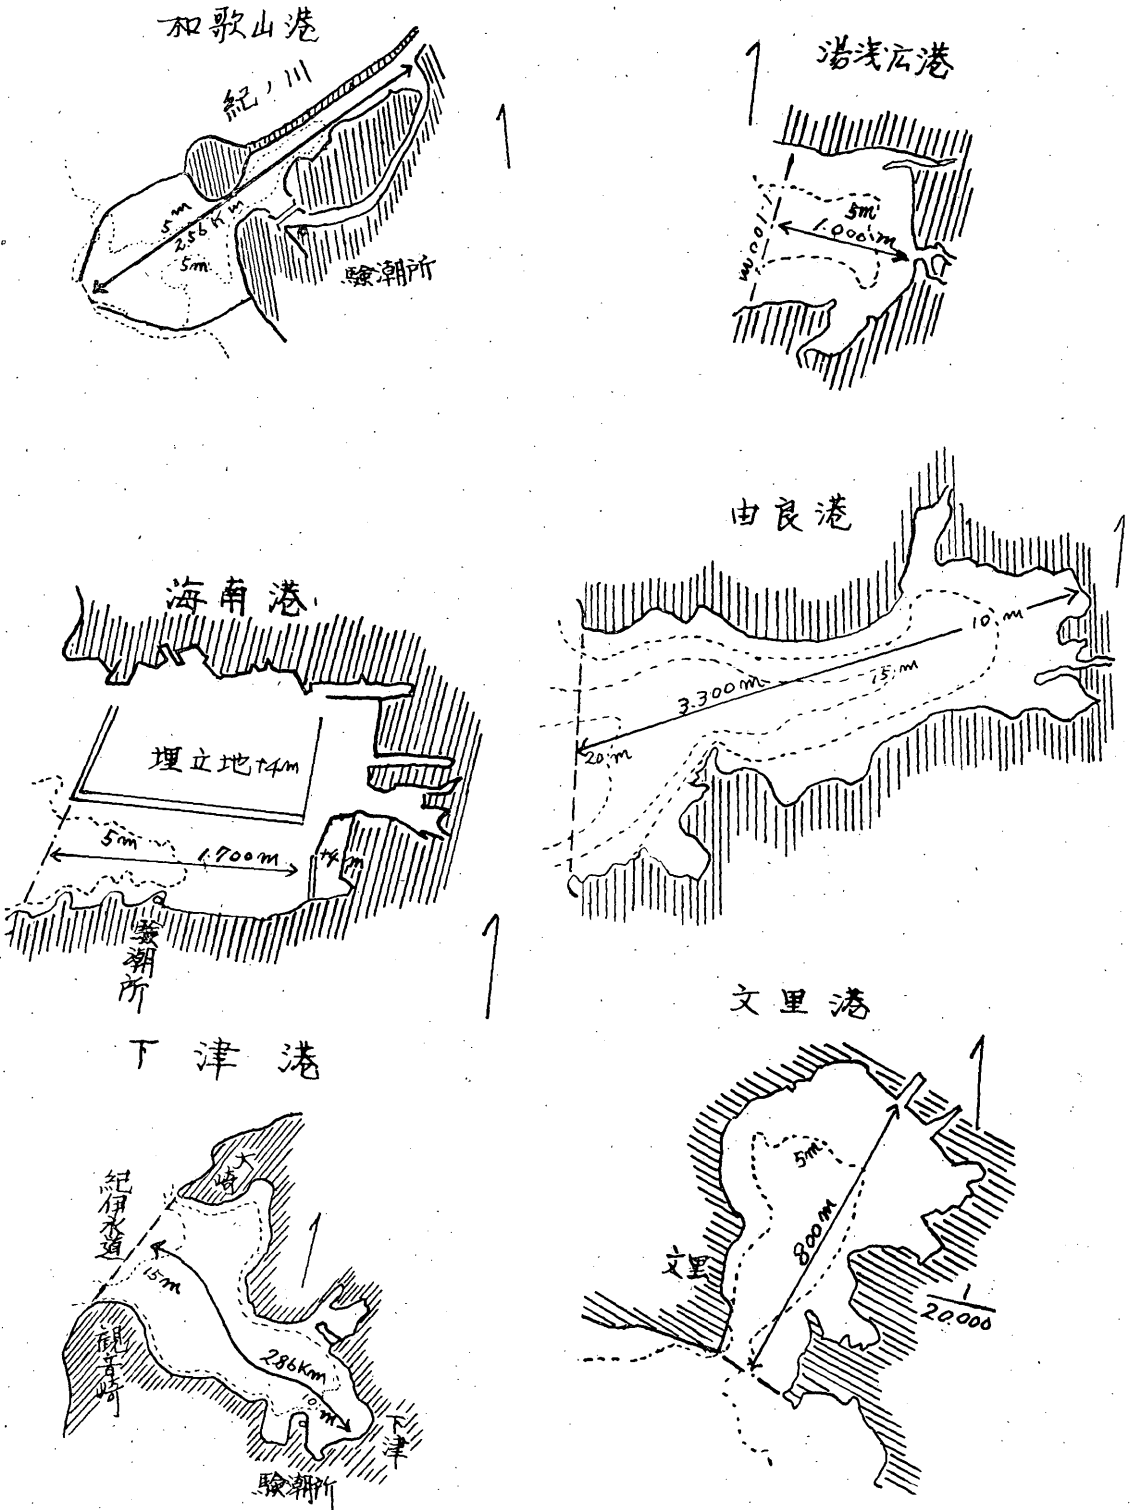 和歌山港
紀ノ川
5m
2.56Km
5m
験潮所
湯浅広港
5m
1.000m
1.100m
海南港
埋立地+4m
5m
1.700m
+4m
験潮所
由良港
10m
15m
3.300m
20m
下津港
大崎
紀伊水道
15m
観音崎
2.86Km
10m
下津
験潮所
文里港
5m
800m
文里
1
20.000